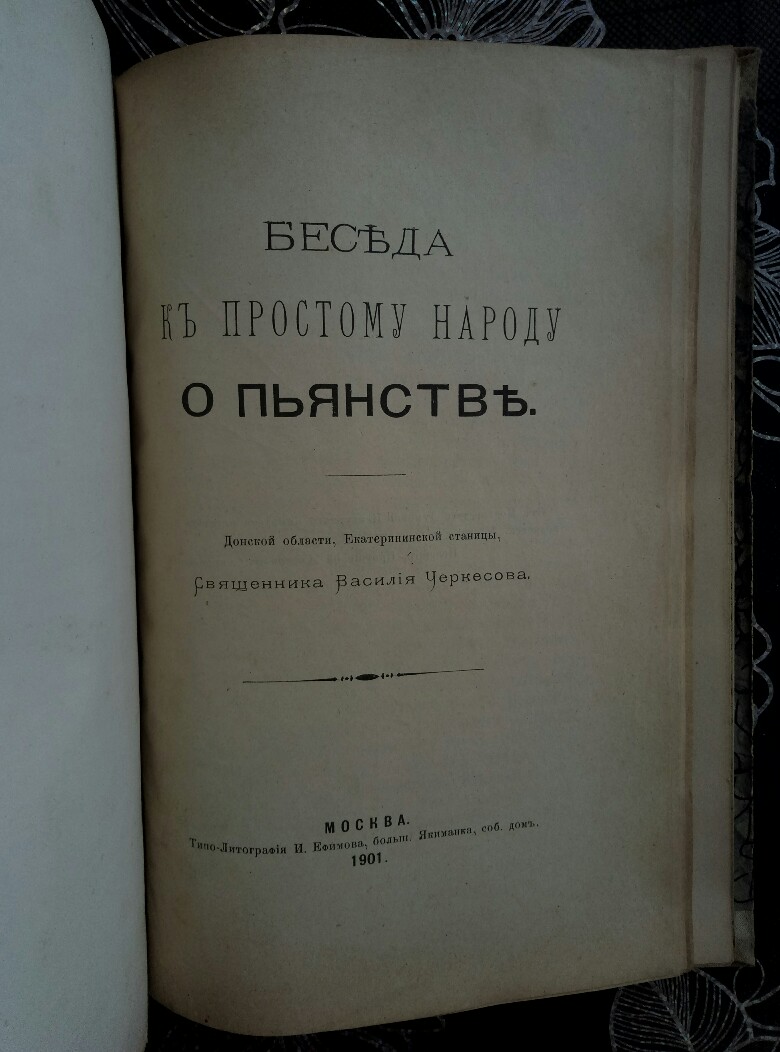 БЕСѢДА
КЪ ПРОСТОМУ НАРОДУ
О ПЬЯНСТВѢ.
Донской области, Екатерининской станицы,
Священника Василія Черкесова.
МОСКВА.
Типо-Литографія И. Ефимова, больш. Якиманка, соб. домъ.
1901.